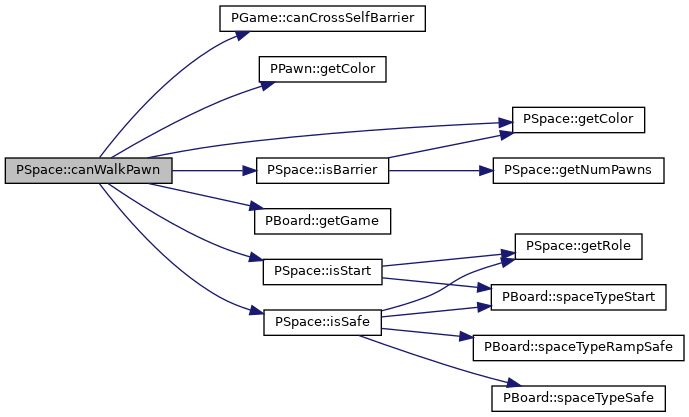 PGame::canCrossSelfBarrier
PPawn::getColor
PSpace::getColor
PSpace::canWalkPawn
PSpace::isBarrier
PSpace::getNumPawns
PBoard::getGame
PSpace::getRole
PSpace::isStart
PBoard::spaceTypeStart
PSpace::isSafe
PBoard::spaceTypeRampSafe
PBoard::spaceTypeSafe